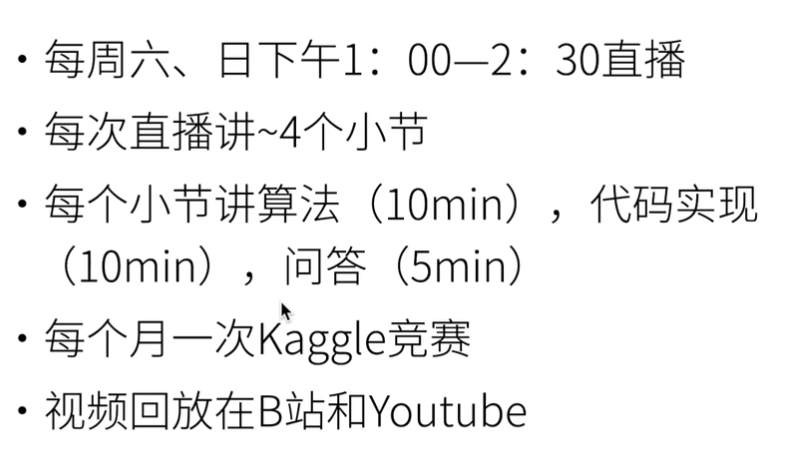 • 每周六、日下午1：00—2：30直播
• 每次直播讲~4个小节
• 每个小节讲算法（10min），代码实现
（10min），问答（5min）
• 每个月一次Kaggle竞赛
• 视频回放在B站和Youtube